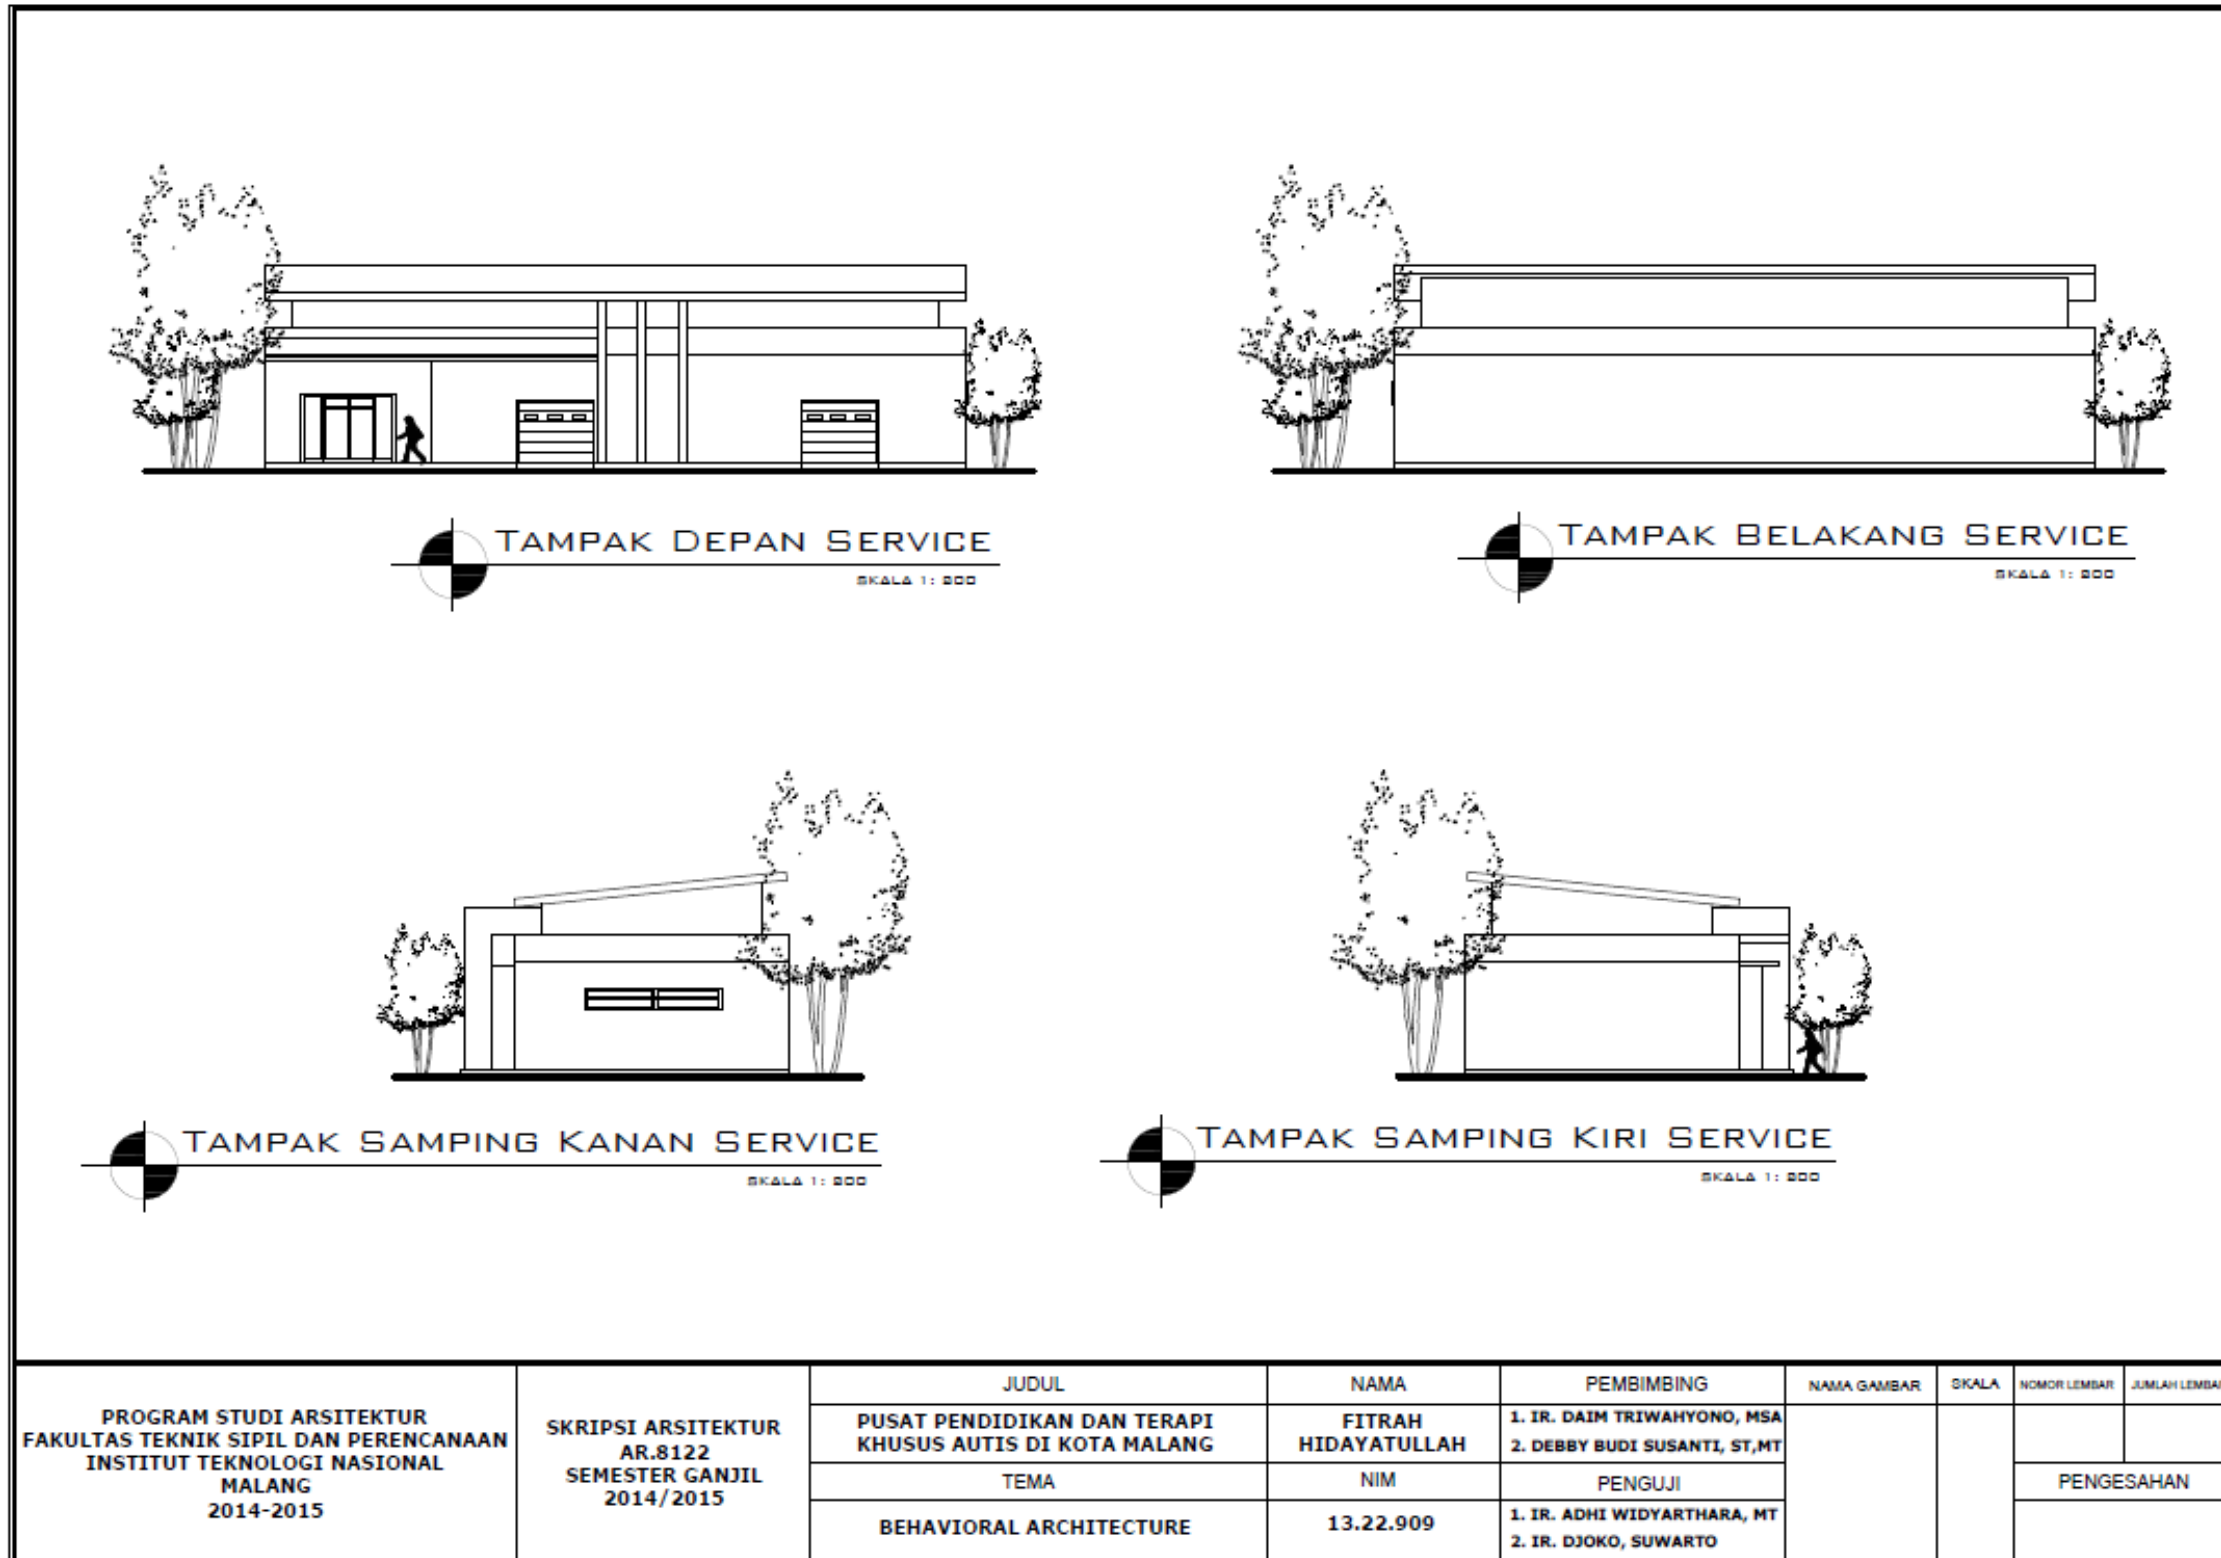 TAMPAK DEPAN SERVICE
SKALA 1: 200
TAMPAK BELAKANG SERVICE
SKALA 1: 200
TAMPAK SAMPING KANAN SERVICE
SKALA 1: 200
TAMPAK SAMPING KIRI SERVICE
SKALA 1: 200
PROGRAM STUDI ARSITEKTUR
FAKULTAS TEKNIK SIPIL DAN PERENCANAAN
INSTITUT TEKNOLOGI NASIONAL
MALANG
2014-2015
SKRIPSI ARSITEKTUR
AR.8122
SEMESTER GANJIL
2014/2015
JUDUL
PUSAT PENDIDIKAN DAN TERAPI
KHUSUS AUTIS DI KOTA MALANG
TEMA
BEHAVIORAL ARCHITECTURE
NAMA
FITRAH
HIDAYATULLAH
NIM
13.22.909
PEMBIMBING
1. IR. DAIM TRIWAHYONO, MSA
2. DEBBY BUDI SUSANTI, ST,MT
PENGUJI
1. IR. ADHI WIDYARTHARA, MT
2. IR. DJOKO, SUWARTO
NAMA GAMBAR
SKALA
NOMOR LEMBAR
JUMLAH LEMBAR
PENGESAHAN